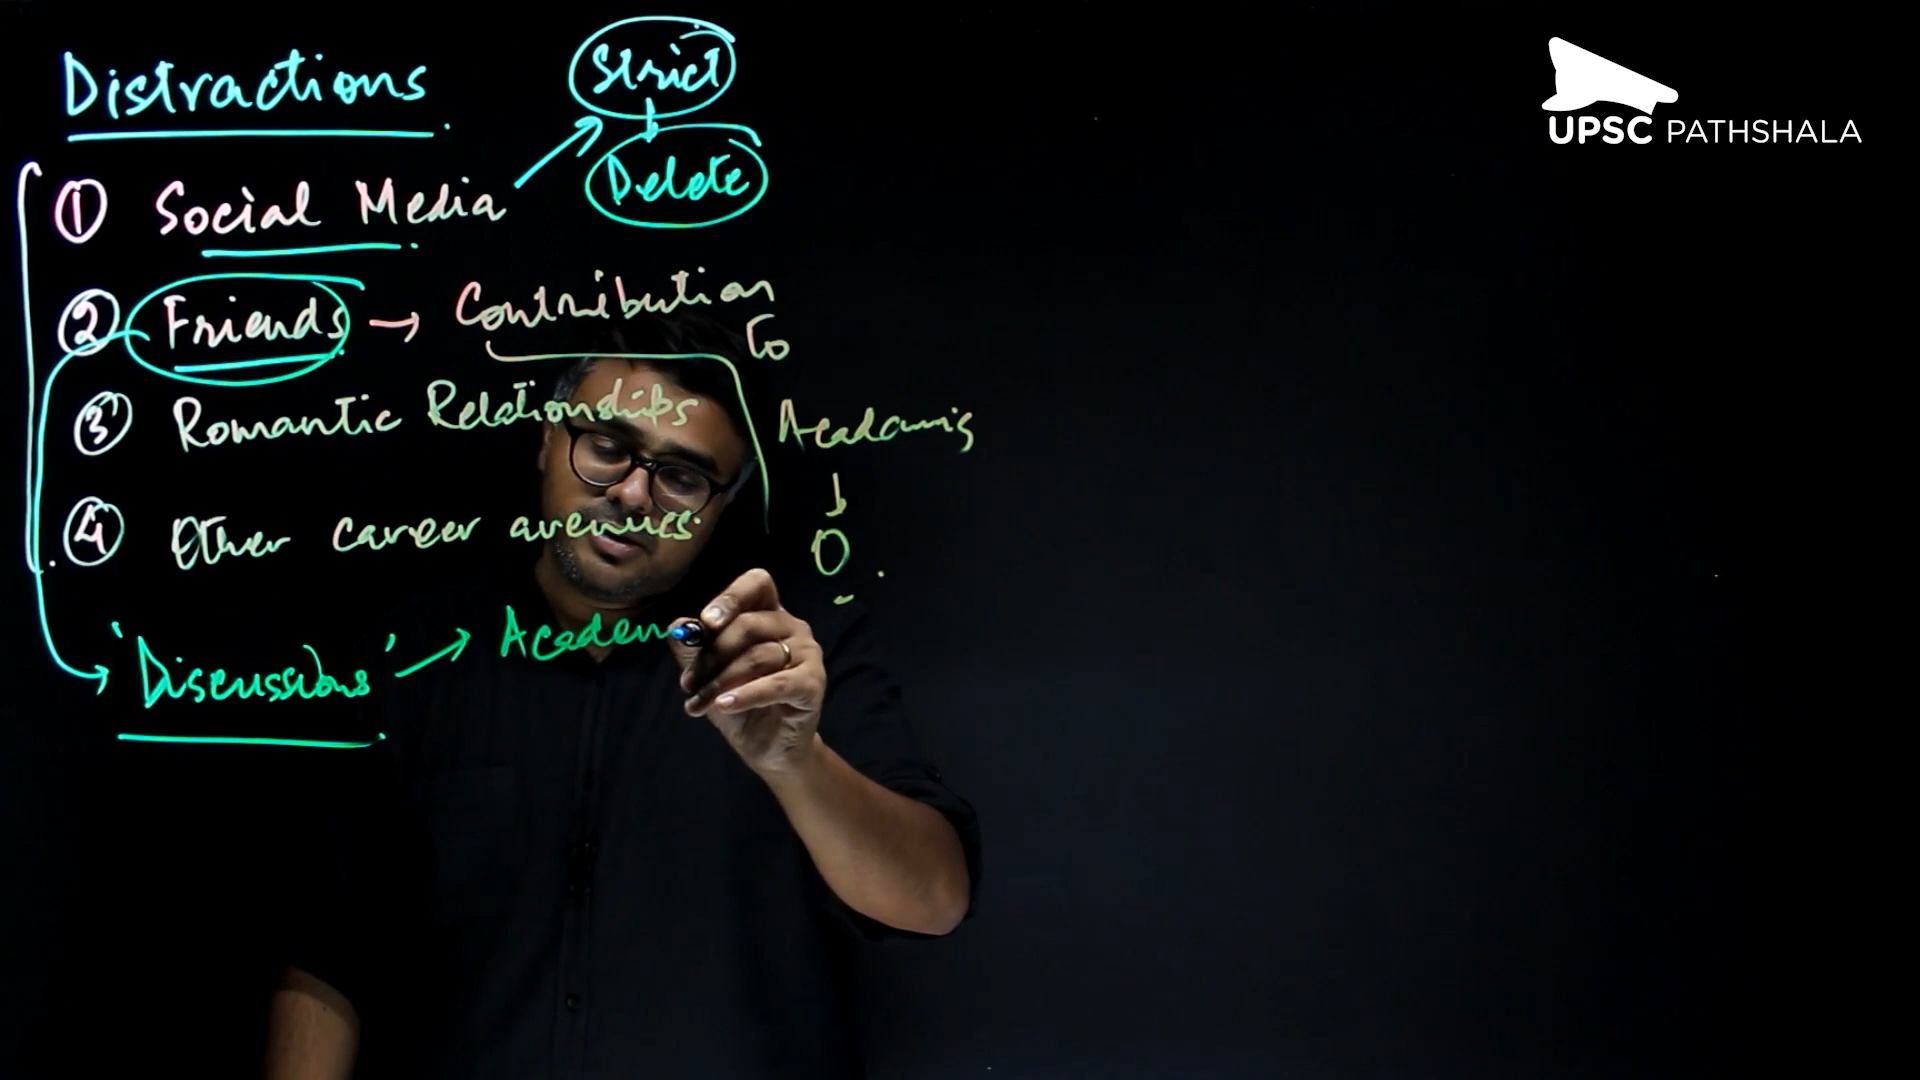 Distractions
Strict
Delete
① Social Media
② Friends → Contribution
to
Academics
0
③ Romantic Relationships
④ Other career avenues.
'Discussions' → Academ
UPSC PATHSHALA